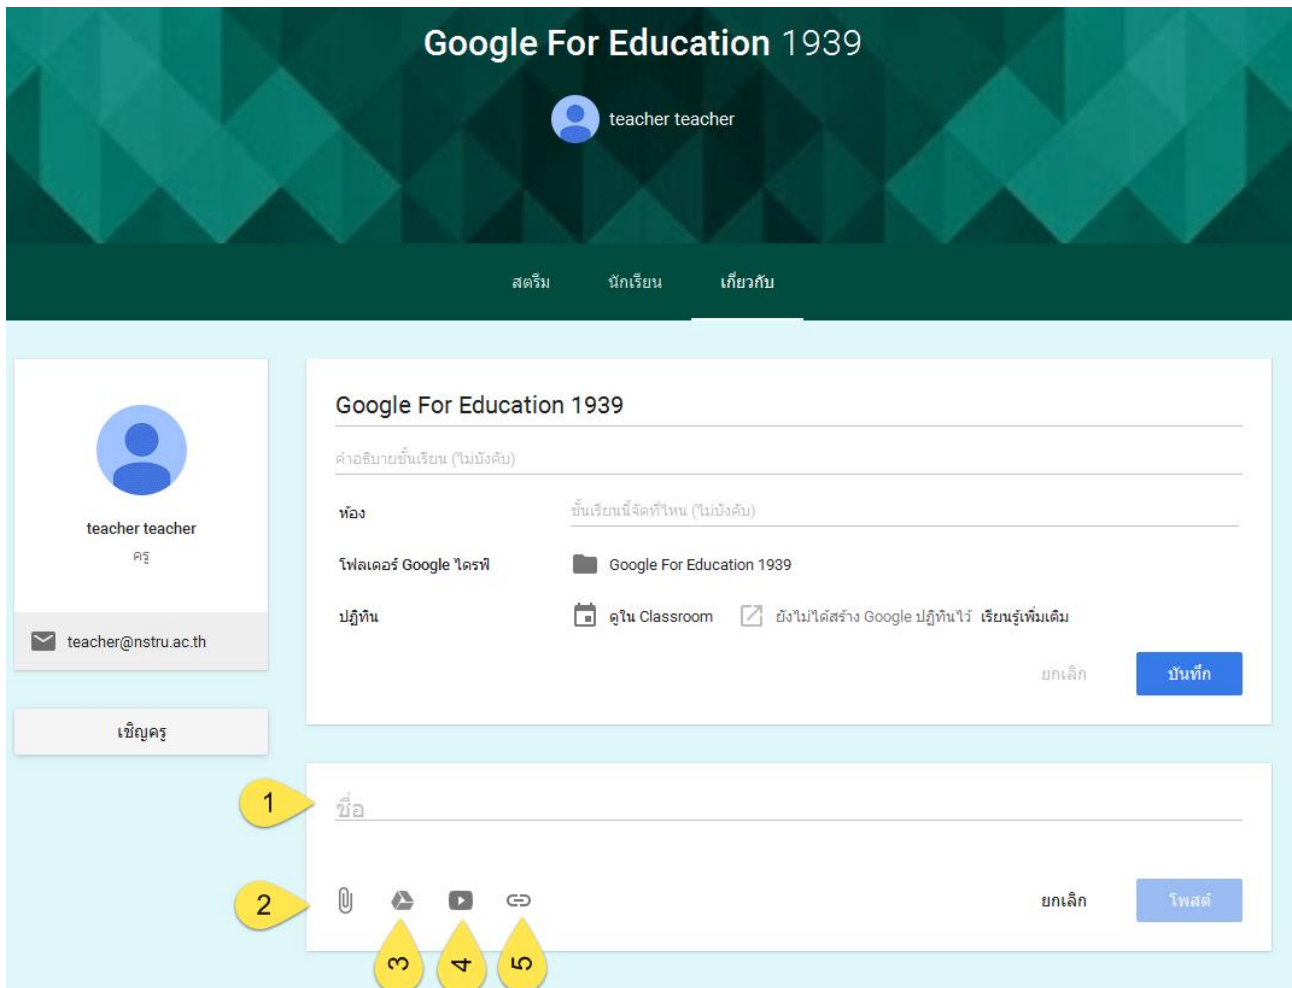 Google For Education 1939
teacher teacher
สตรีม นักเรียน เกี่ยวกับ
teacher teacher
ครู
teacher@nstru.ac.th
เชิญครู
Google For Education 1939
คำอธิบายชั้นเรียน (ไม่บังคับ)
ห้อง ชั้นเรียนนี้จัดที่ไหน (ไม่บังคับ)
โฟลเดอร์ Google ไดรฟ์ Google For Education 1939
ปฏิทิน ดูใน Classroom ยังไม่ได้สร้าง Google ปฏิทินไว้ เรียนรู้เพิ่มเติม
ยกเลิก บันทึก
1 ชื่อ
2 ยกเลิก โพสต์
3 4 5